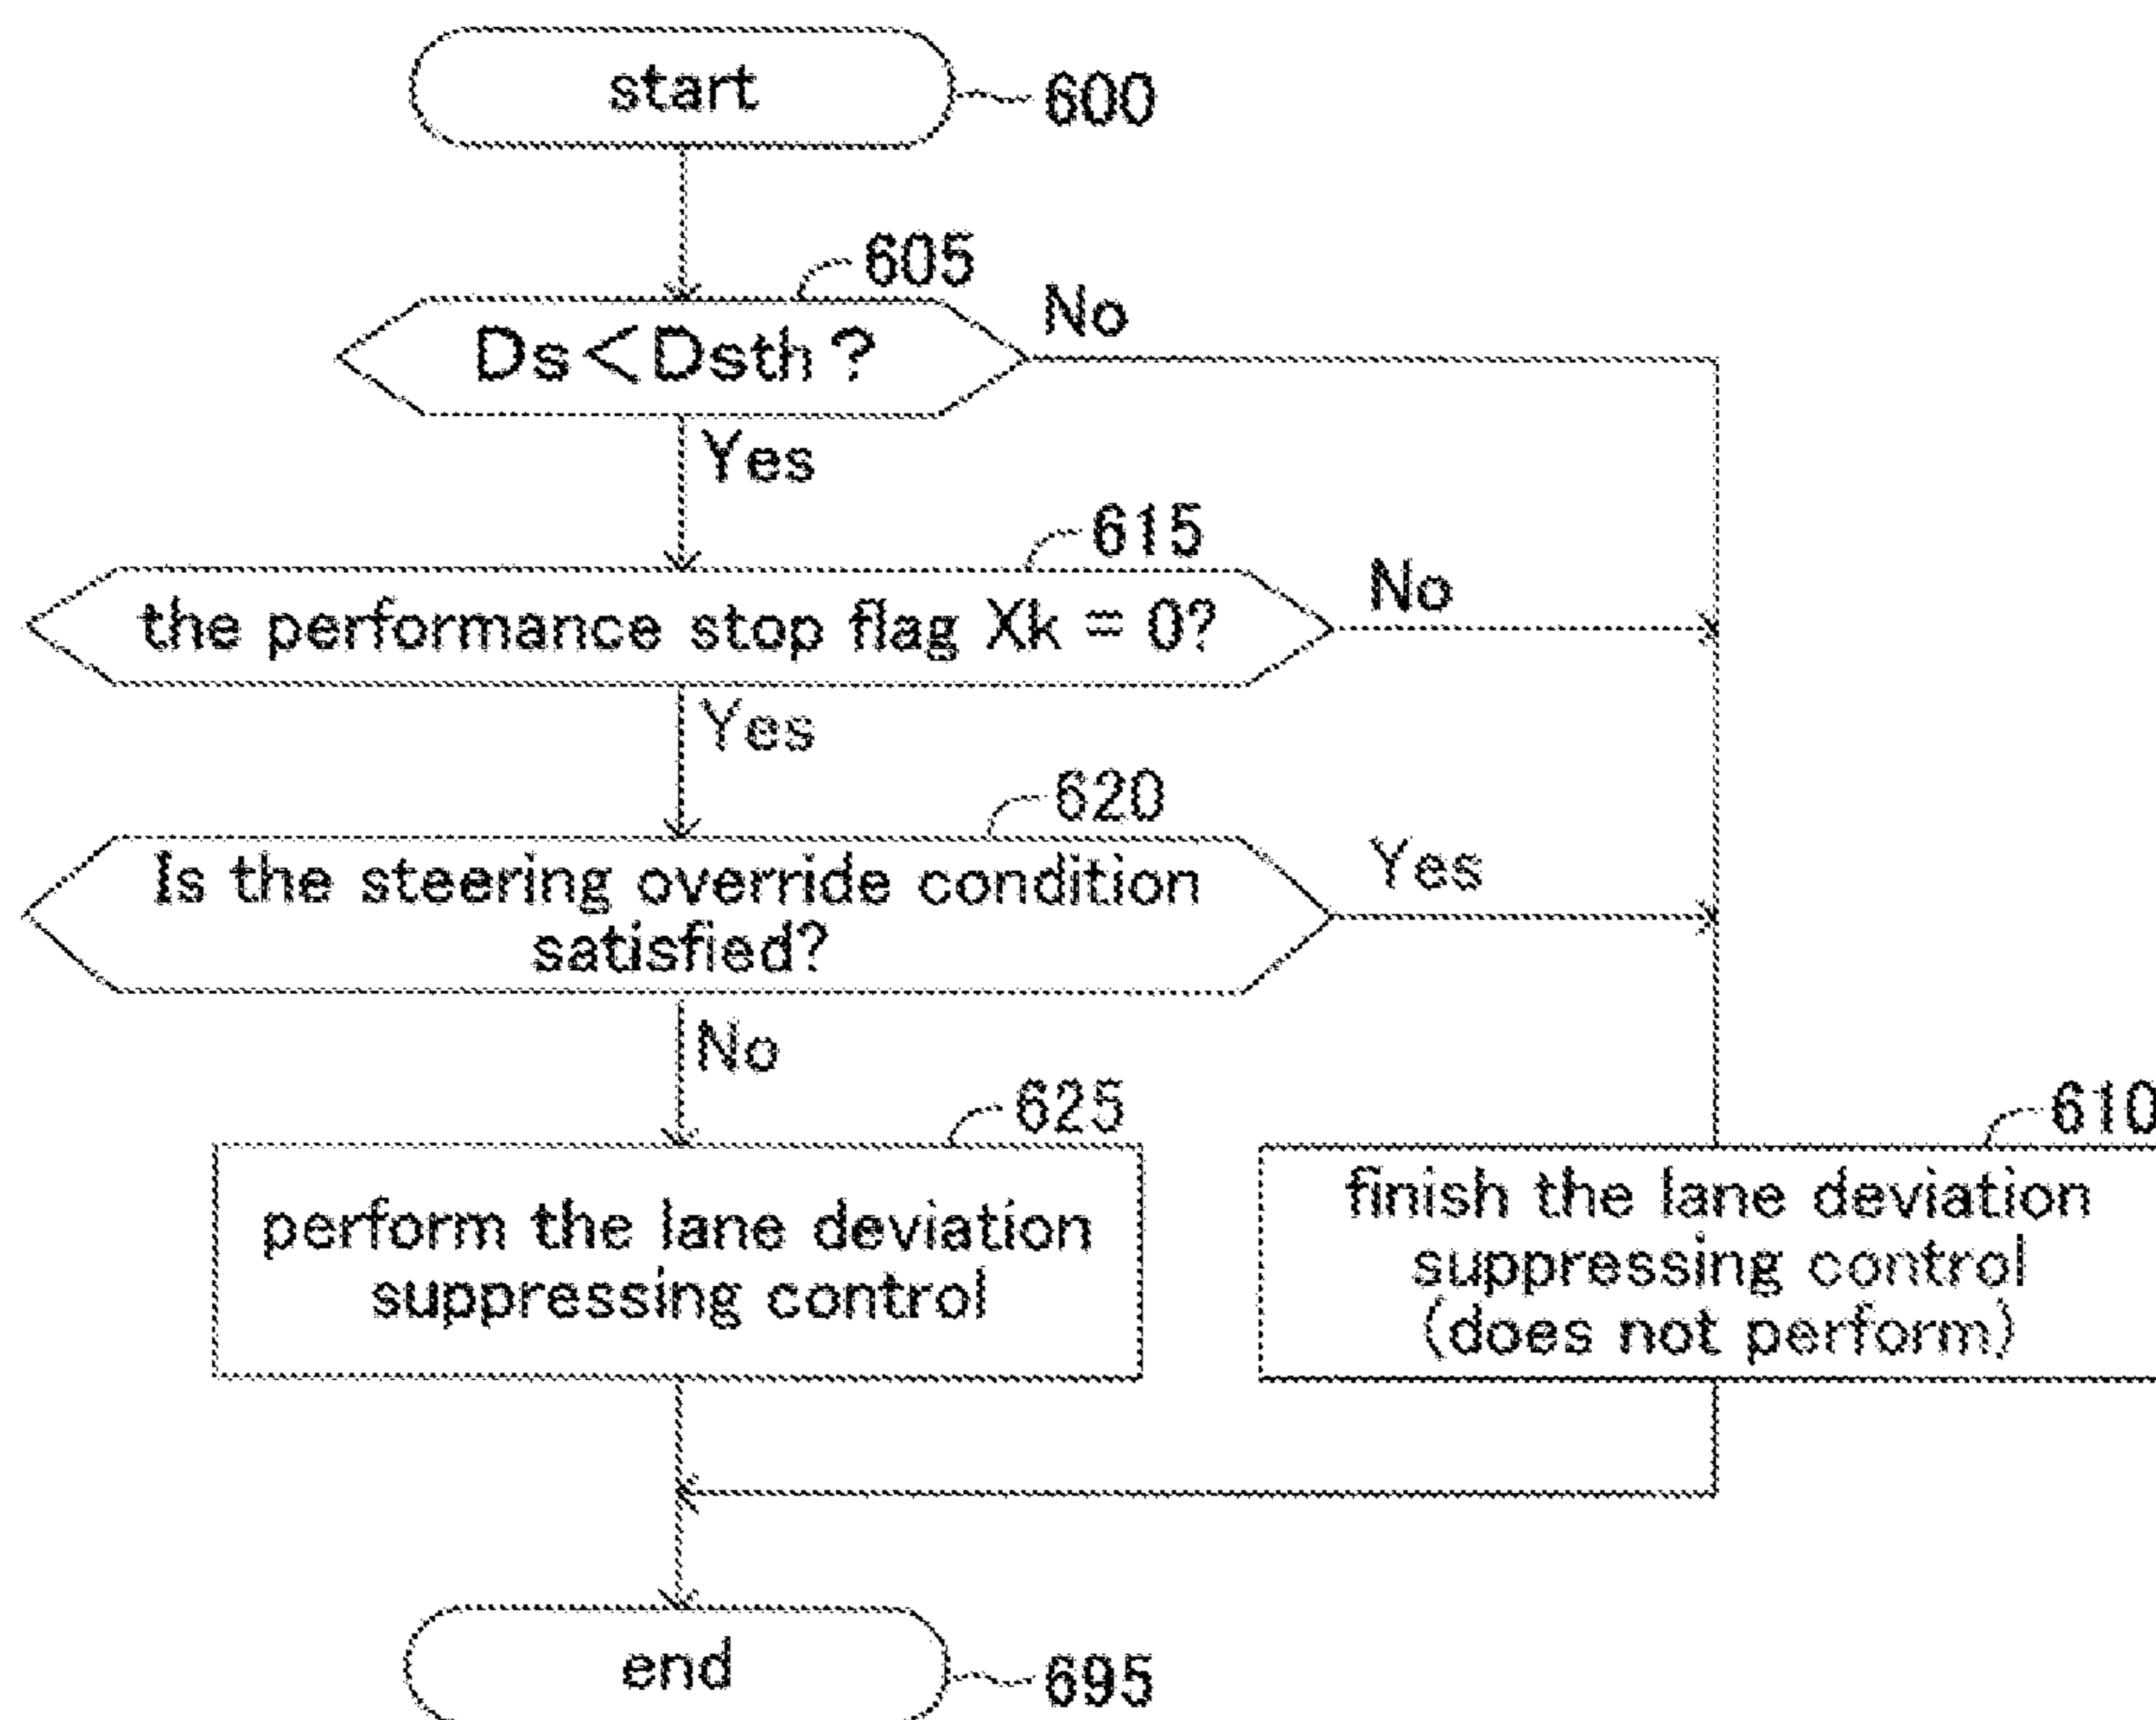 start
600
605
Ds<Dsth?
No
Yes
615
the performance stop flag Xk = 0?
No
Yes
620
Is the steering override condition
satisfied?
Yes
No
625
perform the lane deviation
suppressing control
610
finish the lane deviation
suppressing control
(does not perform)
end
695